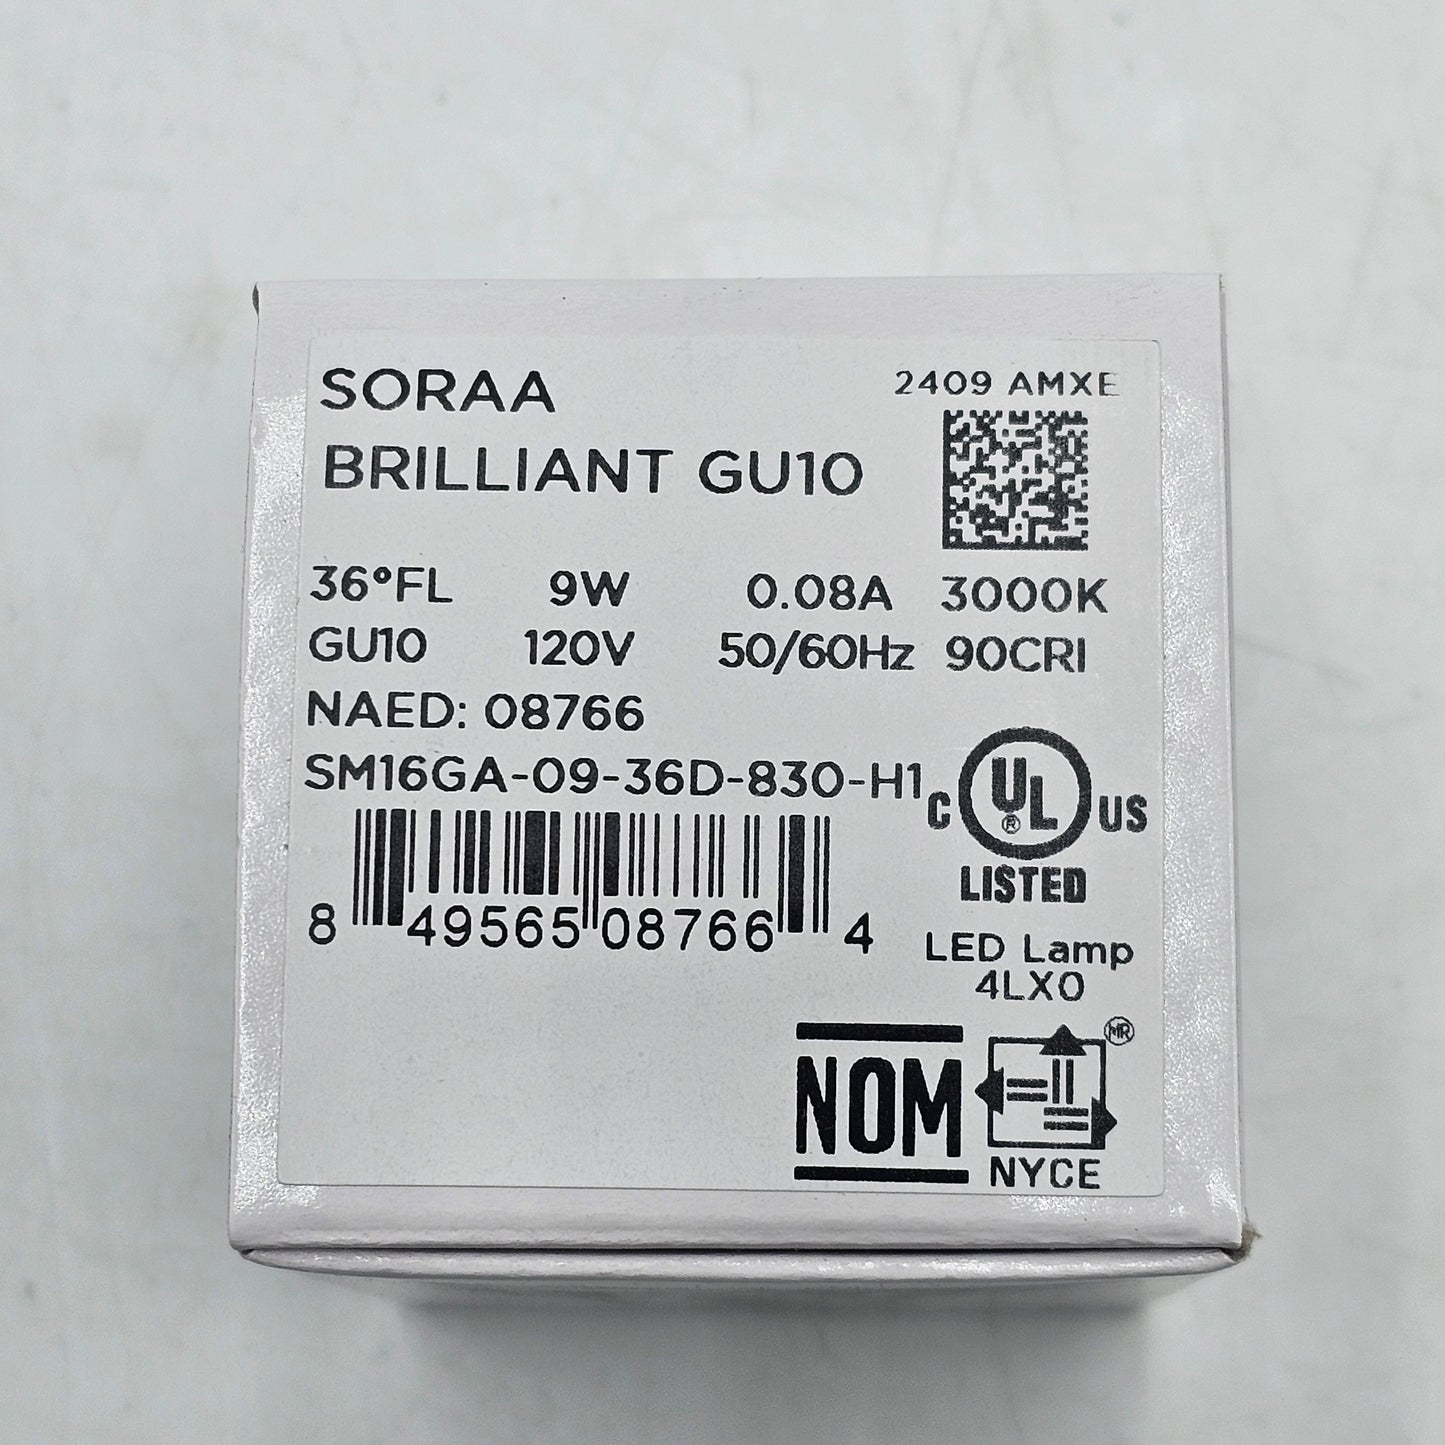 SORAA
2409 AMXE
BRILLIANT GU10
36°FL 9W 0.08A 3000K
GU10 120V 50/60Hz 90CRI
NAED: 08766
SM16GA-09-36D-830-H1
C UL® US
LISTED
8 49565 08766 4
LED Lamp
4LX0
NOM
MR
NYCE